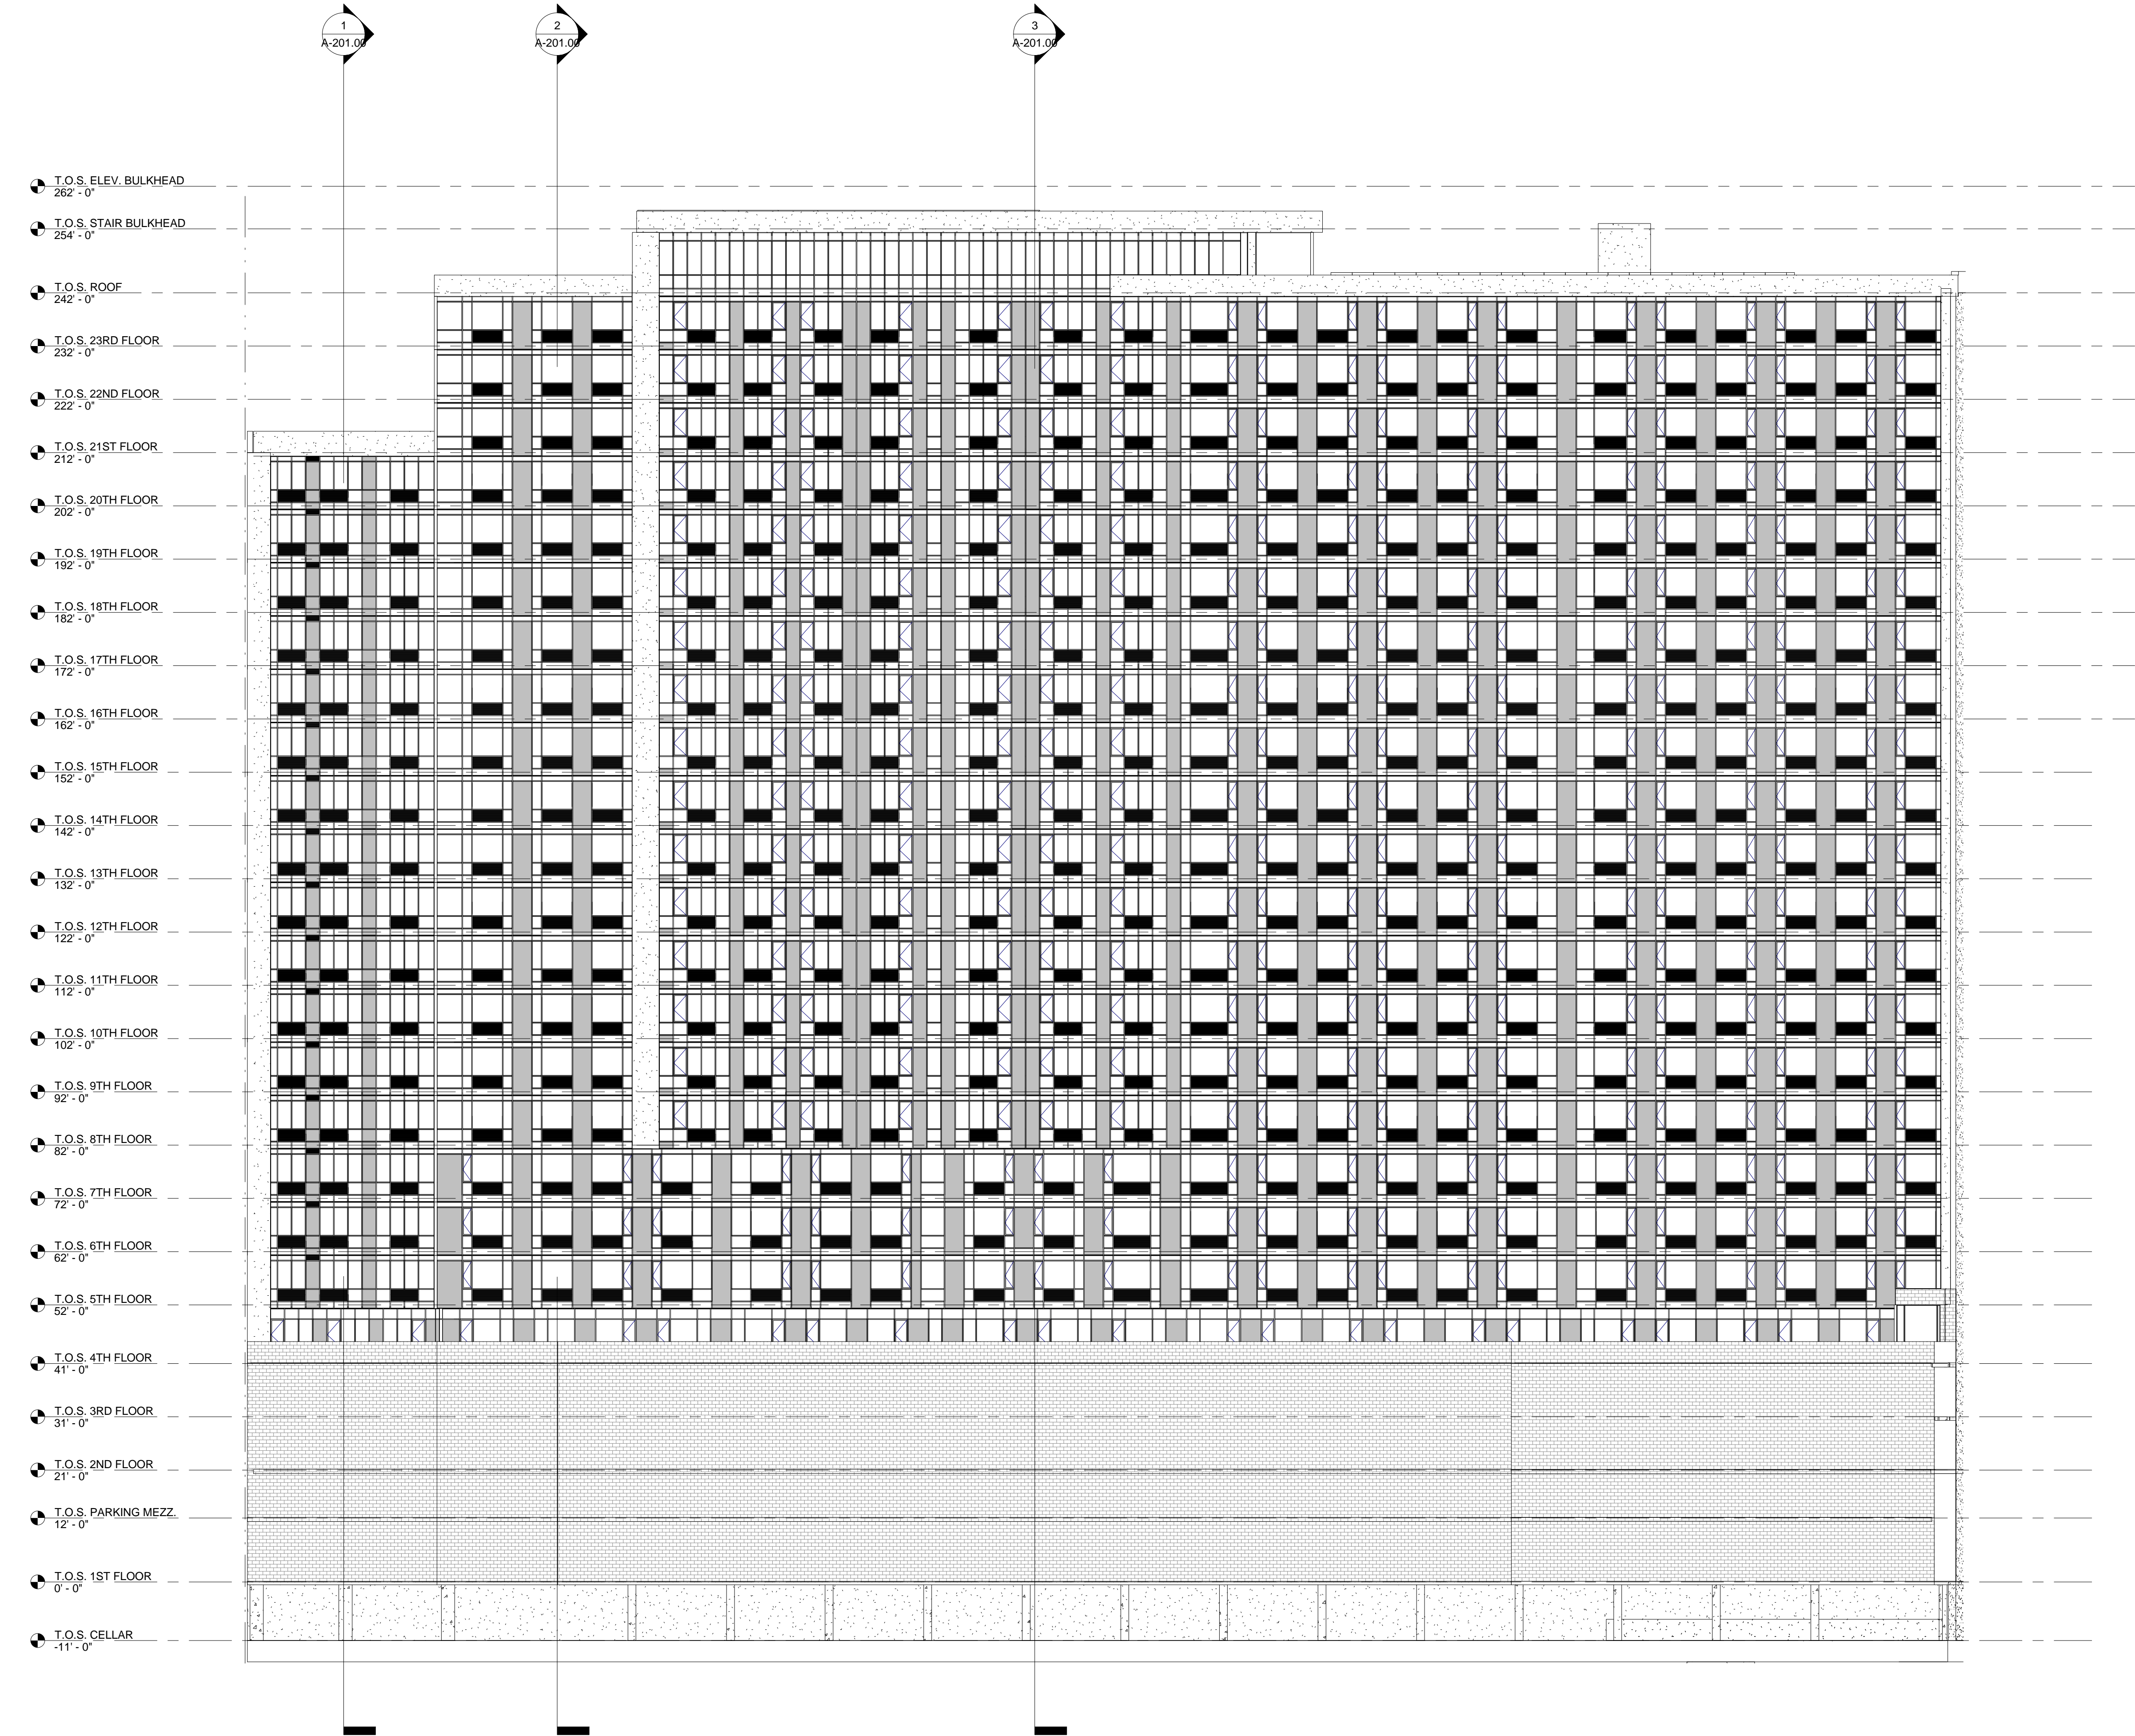 1
A-201.00
2
A-201.00
3
A-201.00
T.O.S. ELEV. BULKHEAD
262' - 0"
T.O.S. STAIR BULKHEAD
254' - 0"
T.O.S. ROOF
242' - 0"
T.O.S. 23RD FLOOR
232' - 0"
T.O.S. 22ND FLOOR
222' - 0"
T.O.S. 21ST FLOOR
212' - 0"
T.O.S. 20TH FLOOR
202' - 0"
T.O.S. 19TH FLOOR
192' - 0"
T.O.S. 18TH FLOOR
182' - 0"
T.O.S. 17TH FLOOR
172' - 0"
T.O.S. 16TH FLOOR
162' - 0"
T.O.S. 15TH FLOOR
152' - 0"
T.O.S. 14TH FLOOR
142' - 0"
T.O.S. 13TH FLOOR
132' - 0"
T.O.S. 12TH FLOOR
122' - 0"
T.O.S. 11TH FLOOR
112' - 0"
T.O.S. 10TH FLOOR
102' - 0"
T.O.S. 9TH FLOOR
92' - 0"
T.O.S. 8TH FLOOR
82' - 0"
T.O.S. 7TH FLOOR
72' - 0"
T.O.S. 6TH FLOOR
62' - 0"
T.O.S. 5TH FLOOR
52' - 0"
T.O.S. 4TH FLOOR
41' - 0"
T.O.S. 3RD FLOOR
31' - 0"
T.O.S. 2ND FLOOR
21' - 0"
T.O.S. PARKING MEZZ.
12' - 0"
T.O.S. 1ST FLOOR
0' - 0"
T.O.S. CELLAR
-11' - 0"